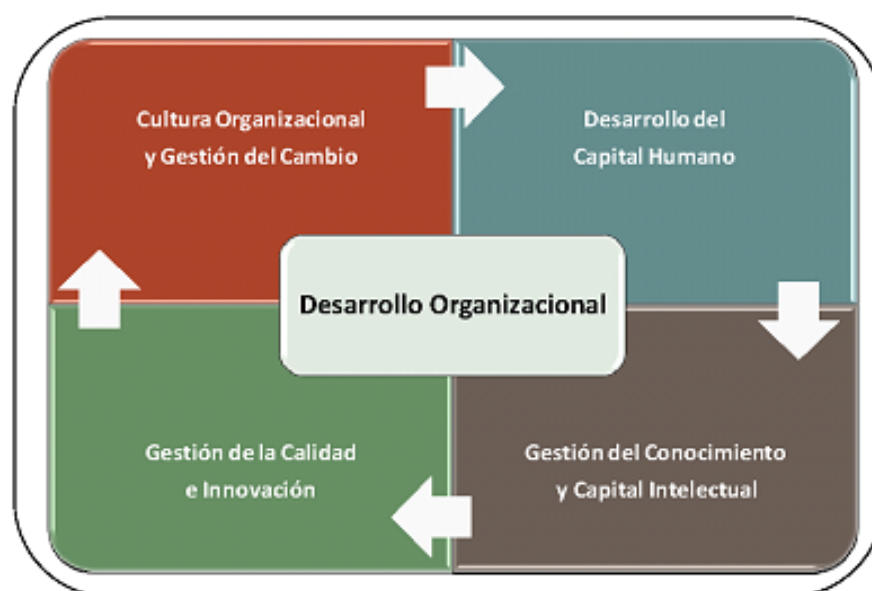 Cultura Organizacional
y Gestión del Cambio
Desarrollo del
Capital Humano
Desarrollo Organizacional
Gestión de la Calidad
e Innovación
Gestión del Conocimiento
y Capital Intelectual